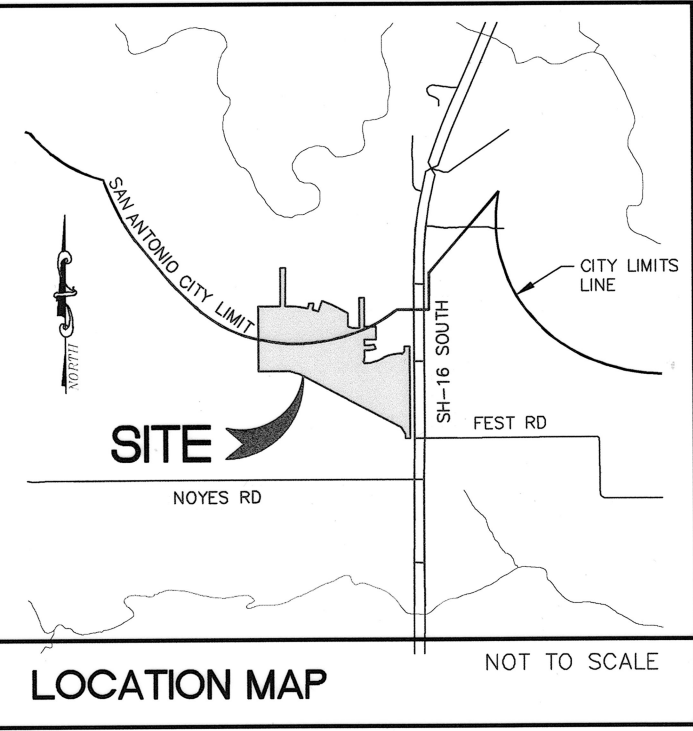 SAN ANTONIO CITY LIMIT
CITY LIMITS
LINE
NORTH
SH-16 SOUTH
SITE
FEST RD
NOYES RD
NOT TO SCALE
LOCATION MAP